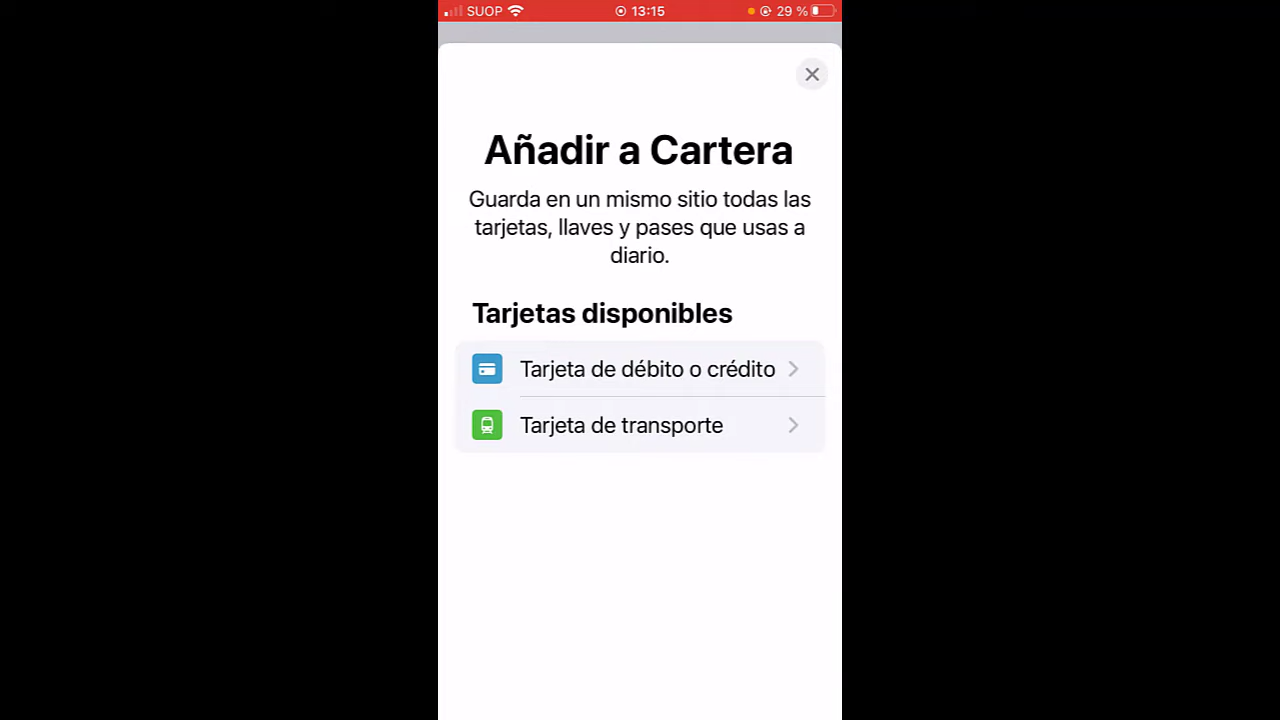 SUOP 13:15 29 %
Añadir a Cartera
Guarda en un mismo sitio todas las
tarjetas, llaves y pases que usas a
diario.
Tarjetas disponibles
Tarjeta de débito o crédito
Tarjeta de transporte